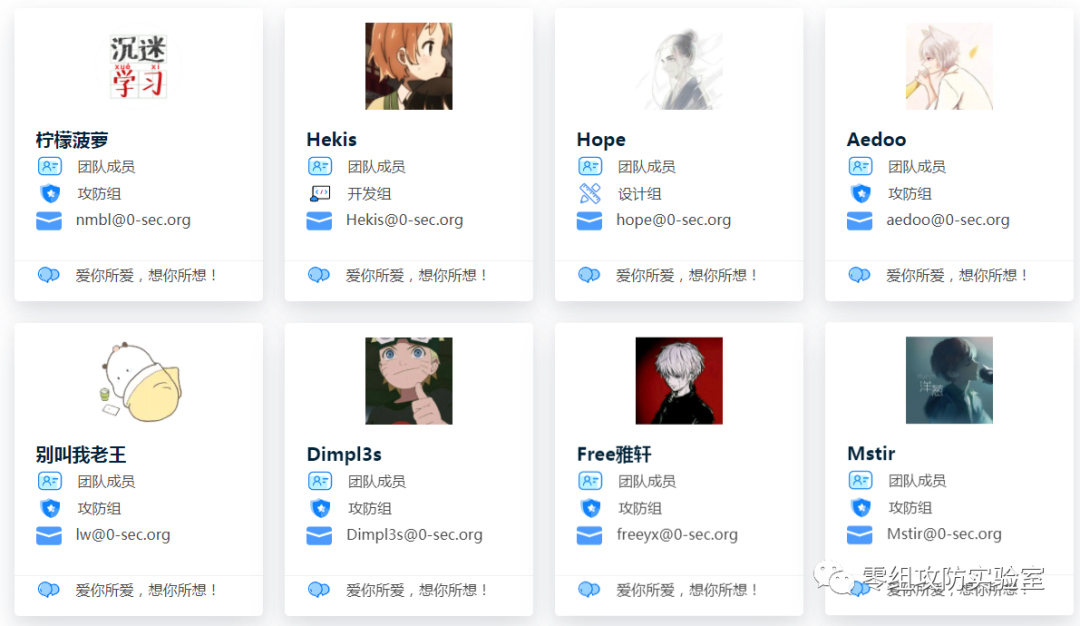 沉迷
xué xí
学习
柠檬菠萝
团队成员
攻防组
nmbl@0-sec.org
爱你所爱，想你所想！
Hekis
团队成员
开发组
Hekis@0-sec.org
爱你所爱，想你所想！
Hope
团队成员
设计组
hope@0-sec.org
爱你所爱，想你所想！
Aedoo
团队成员
攻防组
aedoo@0-sec.org
爱你所爱，想你所想！
别叫我老王
团队成员
攻防组
lw@0-sec.org
爱你所爱，想你所想！
Dimpl3s
团队成员
攻防组
Dimpl3s@0-sec.org
爱你所爱，想你所想！
Free雅轩
团队成员
攻防组
freeyx@0-sec.org
爱你所爱，想你所想！
洋葱
Mstir
团队成员
攻防组
Mstir@0-sec.org
爱你所爱，想你所想！
零组攻防实验室